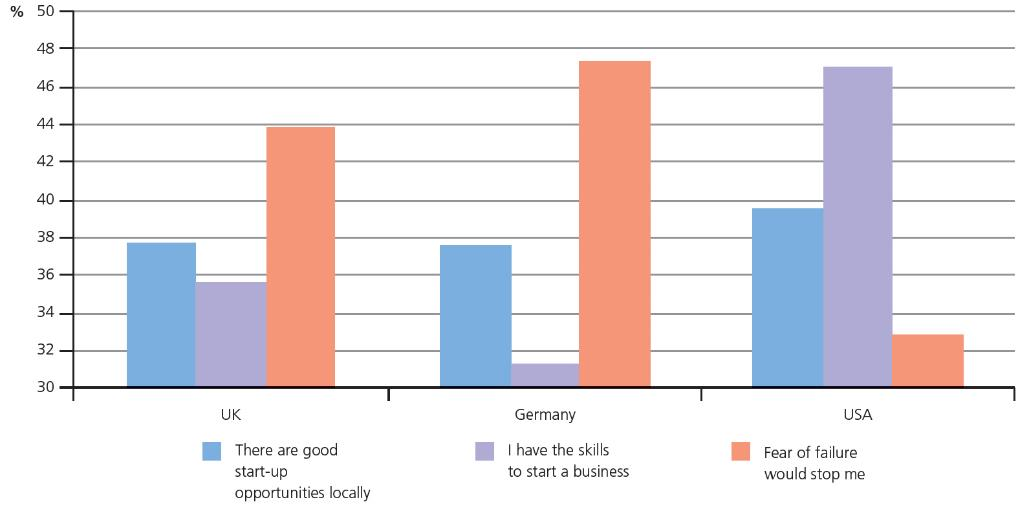 %
50
48
46
44
42
40
38
36
34
32
30
UK
Germany
USA
There are good
start-up
opportunities locally
I have the skills
to start a business
Fear of failure
would stop me